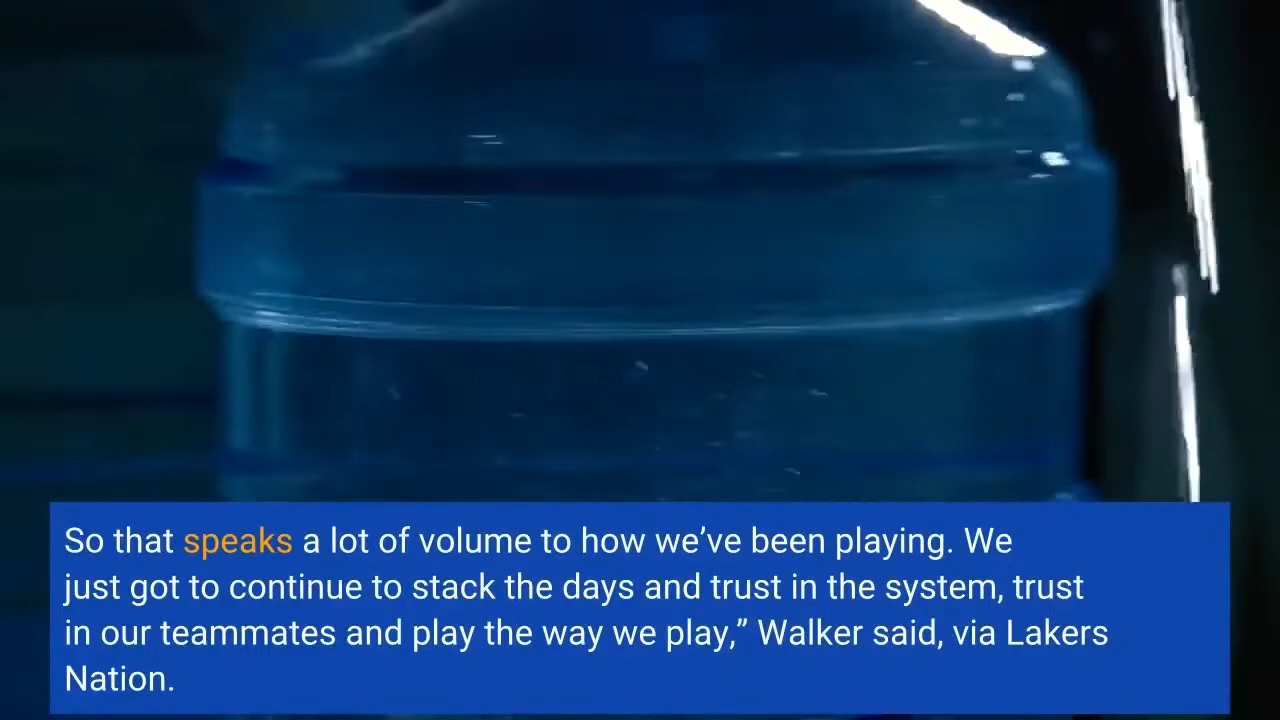 So that speaks a lot of volume to how we’ve been playing. We
just got to continue to stack the days and trust in the system, trust
in our teammates and play the way we play,” Walker said, via Lakers
Nation.